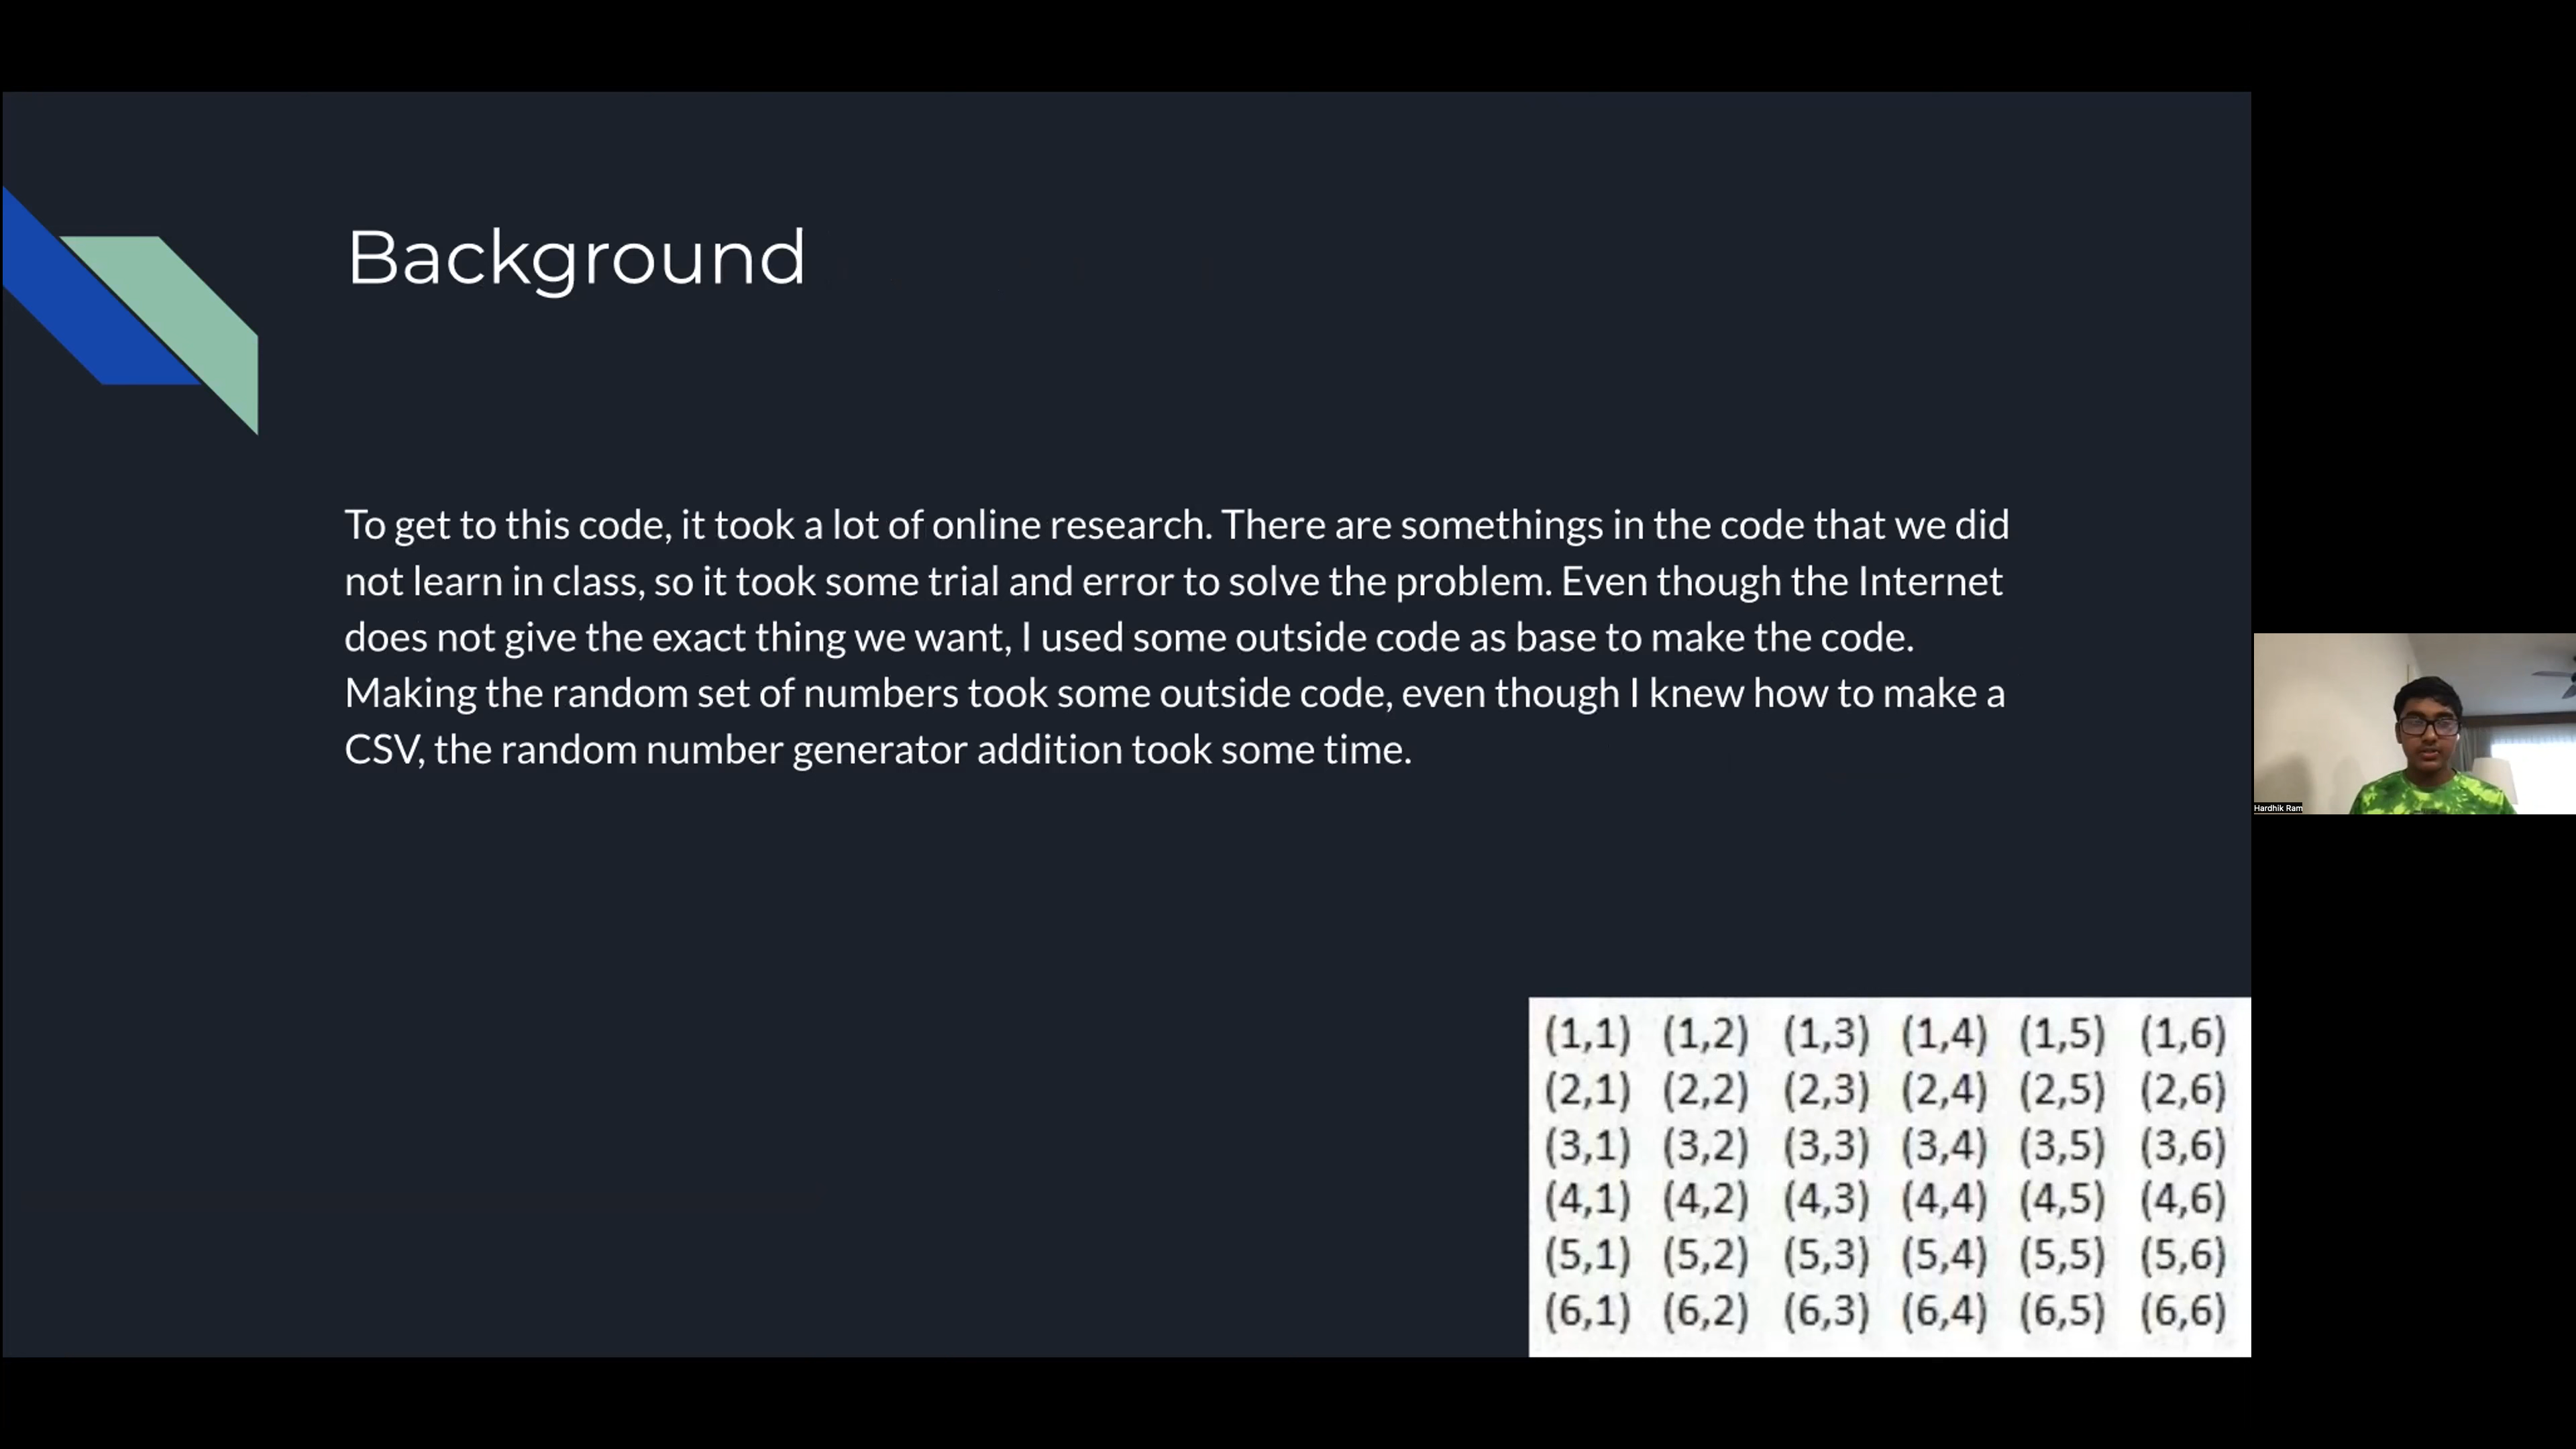 Background
To get to this code, it took a lot of online research. There are somethings in the code that we did
not learn in class, so it took some trial and error to solve the problem. Even though the Internet
does not give the exact thing we want, I used some outside code as base to make the code.
Making the random set of numbers took some outside code, even though I knew how to make a
CSV, the random number generator addition took some time.
Hardhik Ram
(1,1) (1,2) (1,3) (1,4) (1,5) (1,6)
(2,1) (2,2) (2,3) (2,4) (2,5) (2,6)
(3,1) (3,2) (3,3) (3,4) (3,5) (3,6)
(4,1) (4,2) (4,3) (4,4) (4,5) (4,6)
(5,1) (5,2) (5,3) (5,4) (5,5) (5,6)
(6,1) (6,2) (6,3) (6,4) (6,5) (6,6)